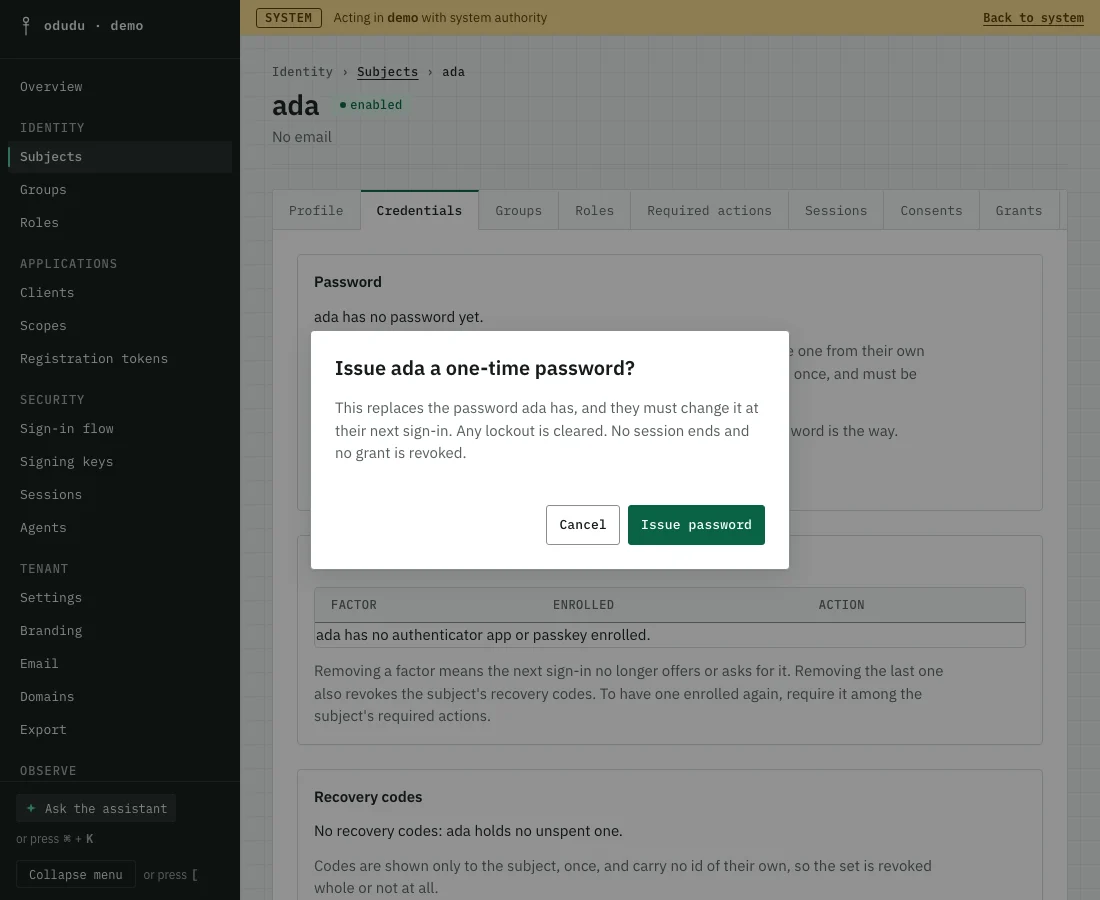 odudu · demo
SYSTEM Acting in demo with system authority Back to system
Overview
IDENTITY
Subjects
Groups
Roles
APPLICATIONS
Clients
Scopes
Registration tokens
SECURITY
Sign-in flow
Signing keys
Sessions
Agents
TENANT
Settings
Branding
Email
Domains
Export
OBSERVE
Ask the assistant
or press ⌘ + K
Collapse menu or press [
Identity › Subjects › ada
ada enabled
No email
Profile Credentials Groups Roles Required actions Sessions Consents Grants
Password
ada has no password yet.
one from their own
once, and must be
word is the way.
Issue ada a one-time password?
This replaces the password ada has, and they must change it at
their next sign-in. Any lockout is cleared. No session ends and
no grant is revoked.
Cancel Issue password
FACTOR ENROLLED ACTION
ada has no authenticator app or passkey enrolled.
Removing a factor means the next sign-in no longer offers or asks for it. Removing the last one
also revokes the subject's recovery codes. To have one enrolled again, require it among the
subject's required actions.
Recovery codes
No recovery codes: ada holds no unspent one.
Codes are shown only to the subject, once, and carry no id of their own, so the set is revoked
whole or not at all.